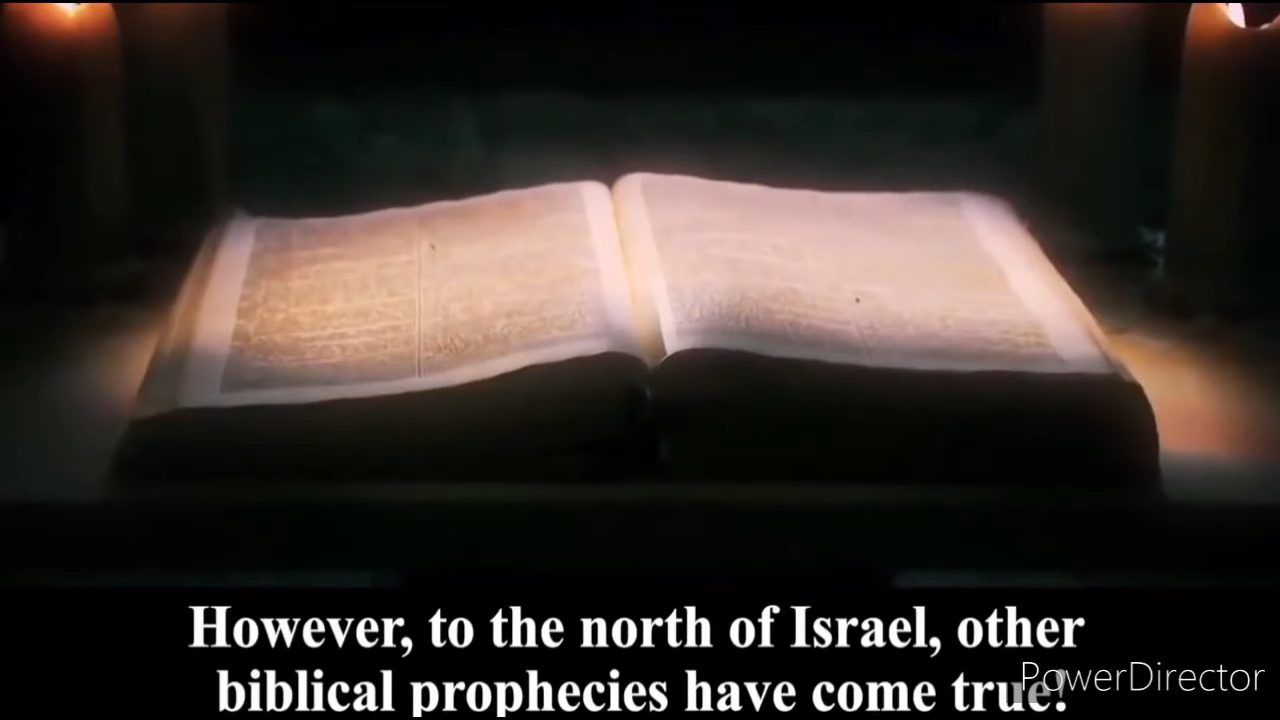 However, to the north of Israel, other
biblical prophecies have come true!
PowerDirector